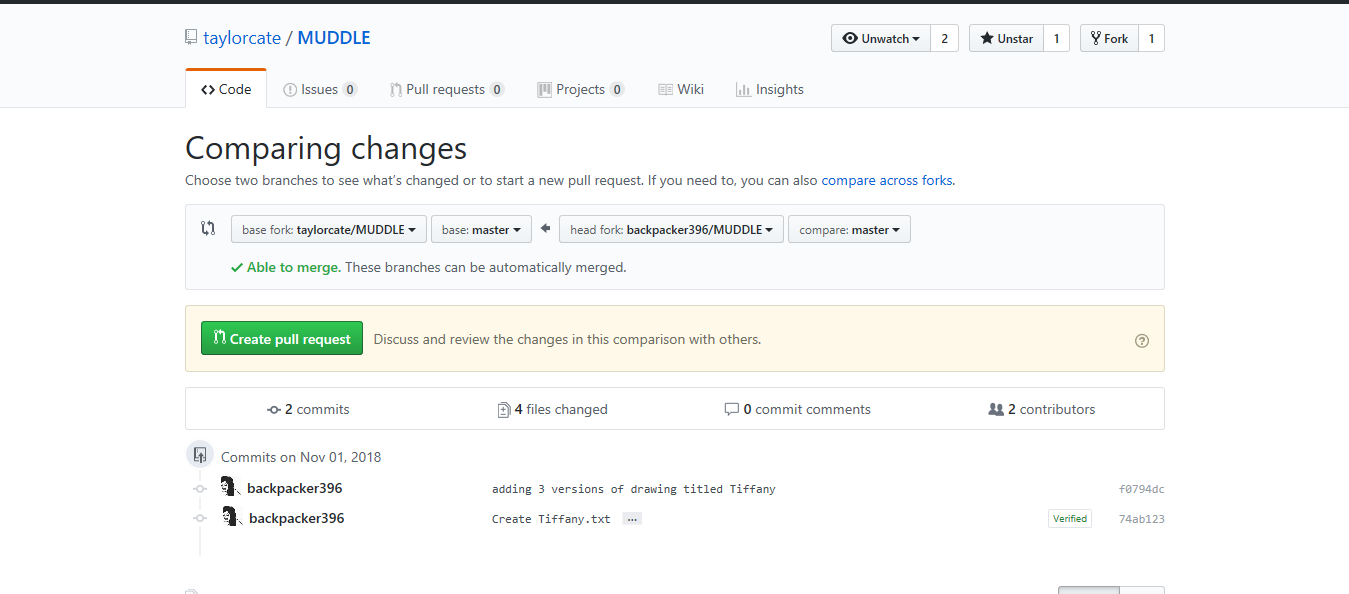 taylorcate / MUDDLE
Unwatch 2 Unstar 1 Fork 1
Code Issues 0 Pull requests 0 Projects 0 Wiki Insights
Comparing changes
Choose two branches to see what's changed or to start a new pull request. If you need to, you can also compare across forks.
base fork: taylorcate/MUDDLE base: master head fork: backpacker396/MUDDLE compare: master
Able to merge. These branches can be automatically merged.
Create pull request Discuss and review the changes in this comparison with others.
2 commits 4 files changed 0 commit comments 2 contributors
Commits on Nov 01, 2018
backpacker396 adding 3 versions of drawing titled Tiffany f0794dc
backpacker396 Create Tiffany.txt … Verified 74ab123